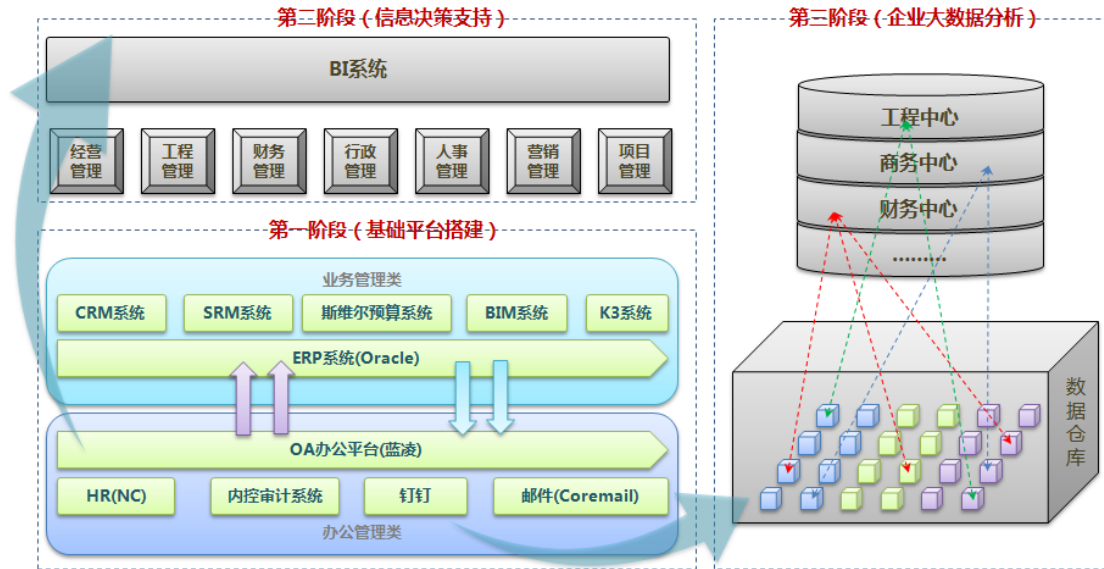 第二阶段（信息决策支持）
BI系统
经营
管理
工程
管理
财务
管理
行政
管理
人事
管理
营销
管理
项目
管理
第一阶段（基础平台搭建）
业务管理类
CRM系统
SRM系统
斯维尔预算系统
BIM系统
K3系统
ERP系统(Oracle)
OA办公平台(蓝凌)
HR(NC)
内控审计系统
钉钉
邮件(Coremail)
办公管理类
第三阶段（企业大数据分析）
工程中心
商务中心
财务中心
.........
数据仓库